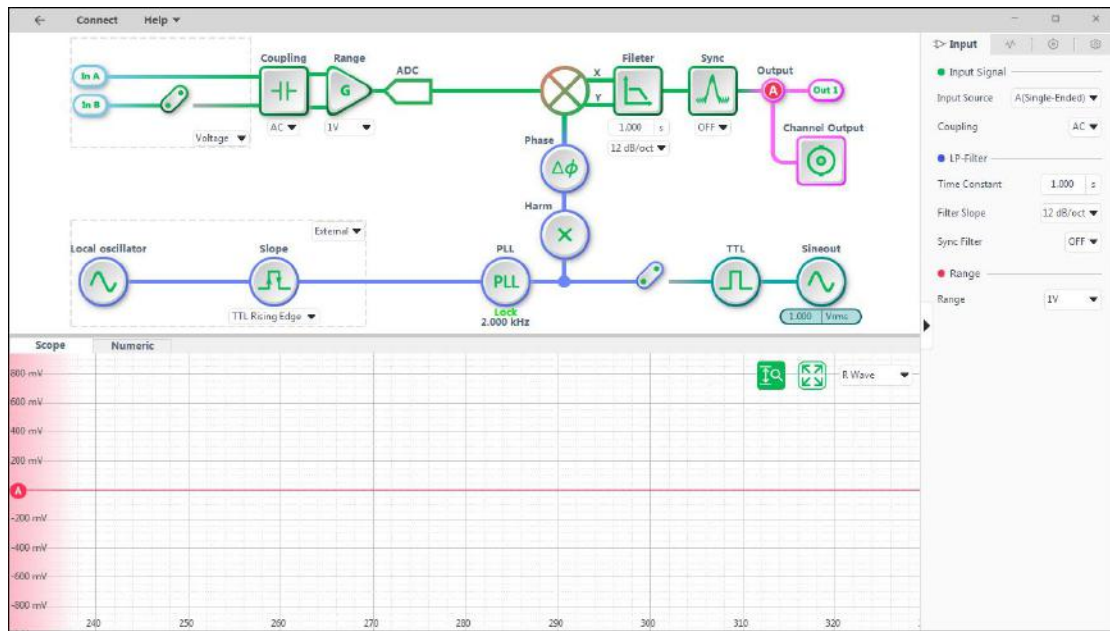 Connect Help
Coupling Range ADC Fileter Sync Output
In A
In B
G
X
Y
A
Out 1
Voltage
AC
1V
1.000 s
12 dB/oct
OFF
Channel Output
Phase
Δϕ
Harm
×
External
Local oscillator Slope PLL TTL Sineout
PLL
TTL Rising Edge
Lock
2.000 kHz
1.000 Vrms
Input
Input Signal
Input Source A(Single-Ended)
Coupling AC
LP-Filter
Time Constant 1.000 s
Filter Slope 12 dB/oct
Sync Filter OFF
Range
Range 1V
Scope Numeric
R Wave
800 mV
600 mV
400 mV
200 mV
A
-200 mV
-400 mV
-600 mV
-800 mV
240 250 260 270 280 290 300 310 320